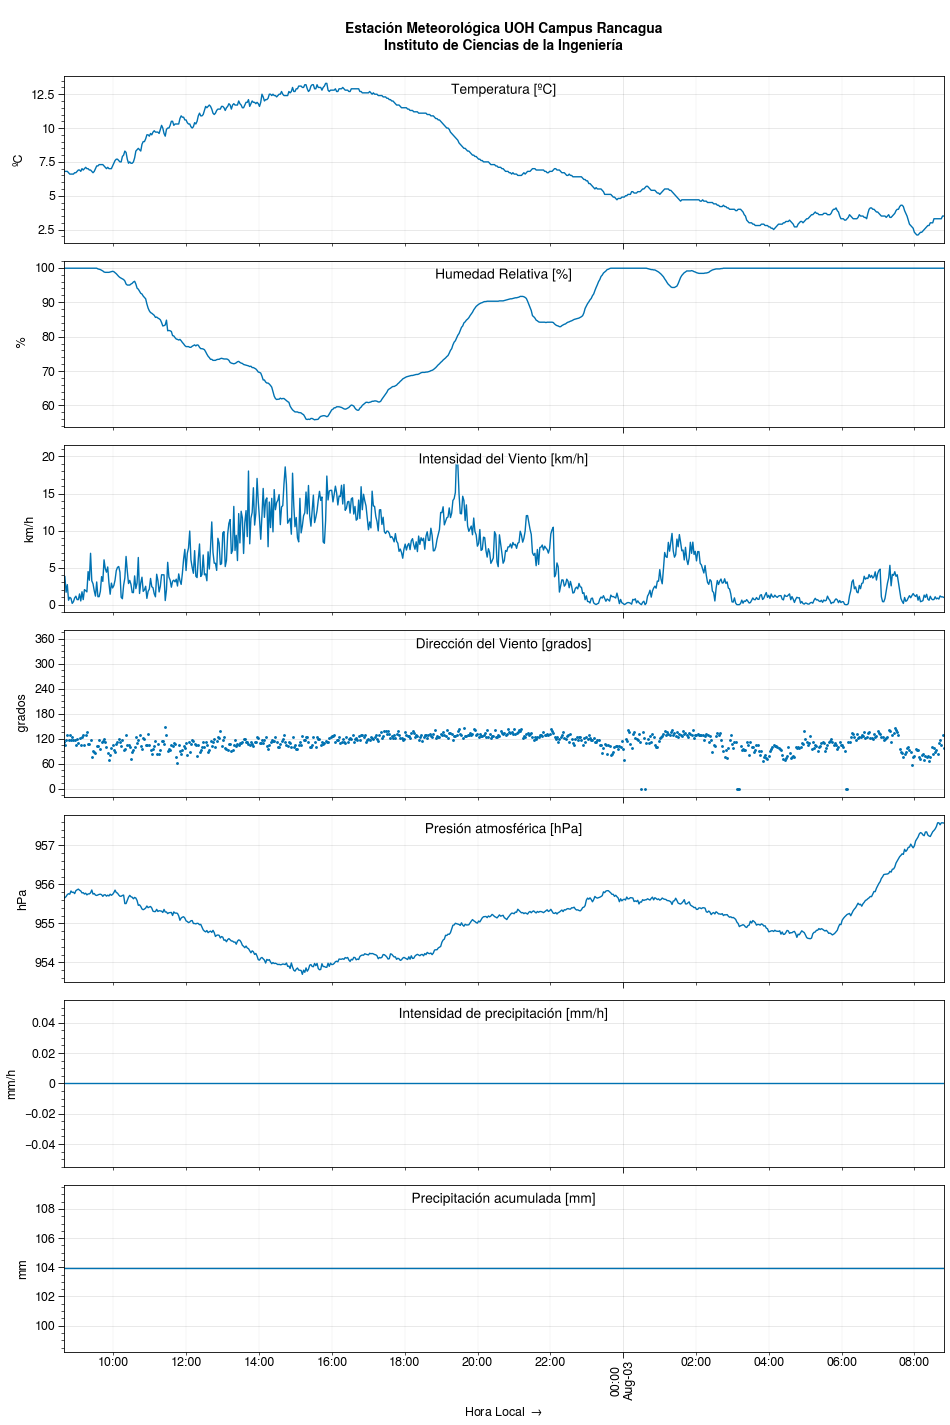 Estación Meteorológica UOH Campus Rancagua
Instituto de Ciencias de la Ingeniería
Temperatura [ºC]
ºC
12.5
10
7.5
5
2.5
Humedad Relativa [%]
%
100
90
80
70
60
Intensidad del Viento [km/h]
km/h
20
15
10
5
0
Dirección del Viento [grados]
grados
360
300
240
180
120
60
0
Presión atmosférica [hPa]
hPa
957
956
955
954
Intensidad de precipitación [mm/h]
mm/h
0.04
0.02
0
−0.02
−0.04
Precipitación acumulada [mm]
mm
108
106
104
102
100
10:00 12:00 14:00 16:00 18:00 20:00 22:00 00:00 02:00 04:00 06:00 08:00
Aug-03
Hora Local →